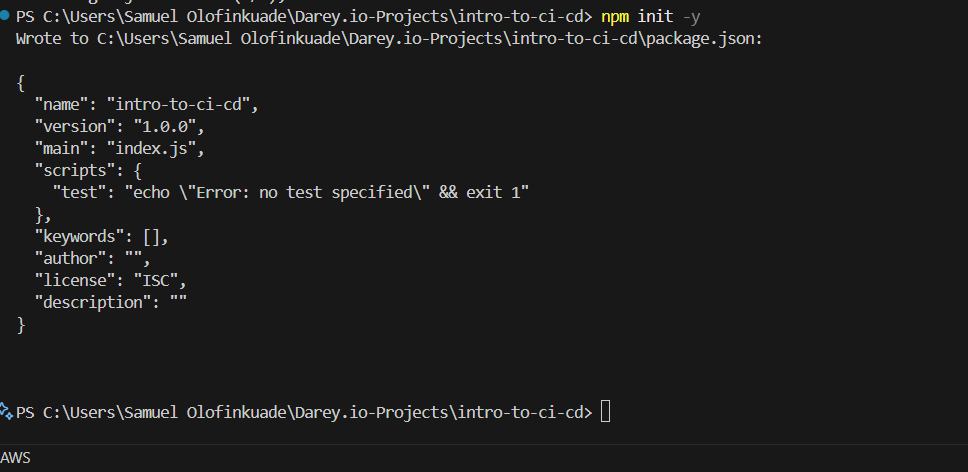 PS C:\Users\Samuel Olofinkuade\Darey.io-Projects\intro-to-ci-cd> npm init -y
Wrote to C:\Users\Samuel Olofinkuade\Darey.io-Projects\intro-to-ci-cd\package.json:
{
  "name": "intro-to-ci-cd",
  "version": "1.0.0",
  "main": "index.js",
  "scripts": {
    "test": "echo \"Error: no test specified\" && exit 1"
  },
  "keywords": [],
  "author": "",
  "license": "ISC",
  "description": ""
}
PS C:\Users\Samuel Olofinkuade\Darey.io-Projects\intro-to-ci-cd>
AWS